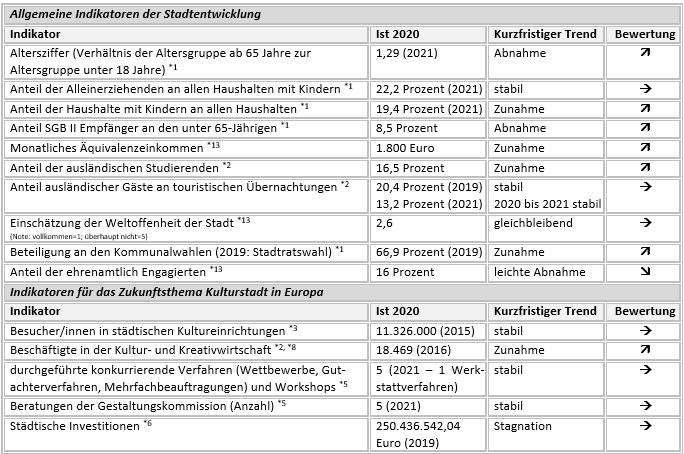 Allgemeine Indikatoren der Stadtentwicklung
Indikator Ist 2020 Kurzfristiger Trend Bewertung
Altersziffer (Verhältnis der Altersgruppe ab 65 Jahre zur 1,29 (2021) Abnahme ↗
Altersgruppe unter 18 Jahre) *1
Anteil der Alleinerziehenden an allen Haushalten mit Kindern *1 22,2 Prozent (2021) stabil →
Anteil der Haushalte mit Kindern an allen Haushalten *1 19,4 Prozent (2021) Zunahme ↗
Anteil SGB II Empfänger an den unter 65-Jährigen *1 8,5 Prozent Abnahme ↗
Monatliches Äquivalenzeinkommen *13 1.800 Euro Zunahme ↗
Anteil der ausländischen Studierenden *2 16,5 Prozent Zunahme ↗
Anteil ausländischer Gäste an touristischen Übernachtungen *2 20,4 Prozent (2019) stabil →
13,2 Prozent (2021) 2020 bis 2021 stabil
Einschätzung der Weltoffenheit der Stadt *13 2,6 gleichbleibend →
(Note: vollkommen=1; überhaupt nicht=5)
Beteiligung an den Kommunalwahlen (2019: Stadtratswahl) *1 66,9 Prozent (2019) Zunahme ↗
Anteil der ehrenamtlich Engagierten *13 16 Prozent leichte Abnahme ↘
Indikatoren für das Zukunftsthema Kulturstadt in Europa
Indikator Ist 2020 Kurzfristiger Trend Bewertung
Besucher/innen in städtischen Kultureinrichtungen *3 11.326.000 (2015) stabil →
Beschäftigte in der Kultur- und Kreativwirtschaft *2, *8 18.469 (2016) Zunahme ↗
durchgeführte konkurrierende Verfahren (Wettbewerbe, Gut- 5 (2021 – 1 Werk- stabil →
achterverfahren, Mehrfachbeauftragungen) und Workshops *5 stattverfahren)
Beratungen der Gestaltungskommission (Anzahl) *5 5 (2021) stabil →
Städtische Investitionen *6 250.436.542,04 Stagnation →
Euro (2019)